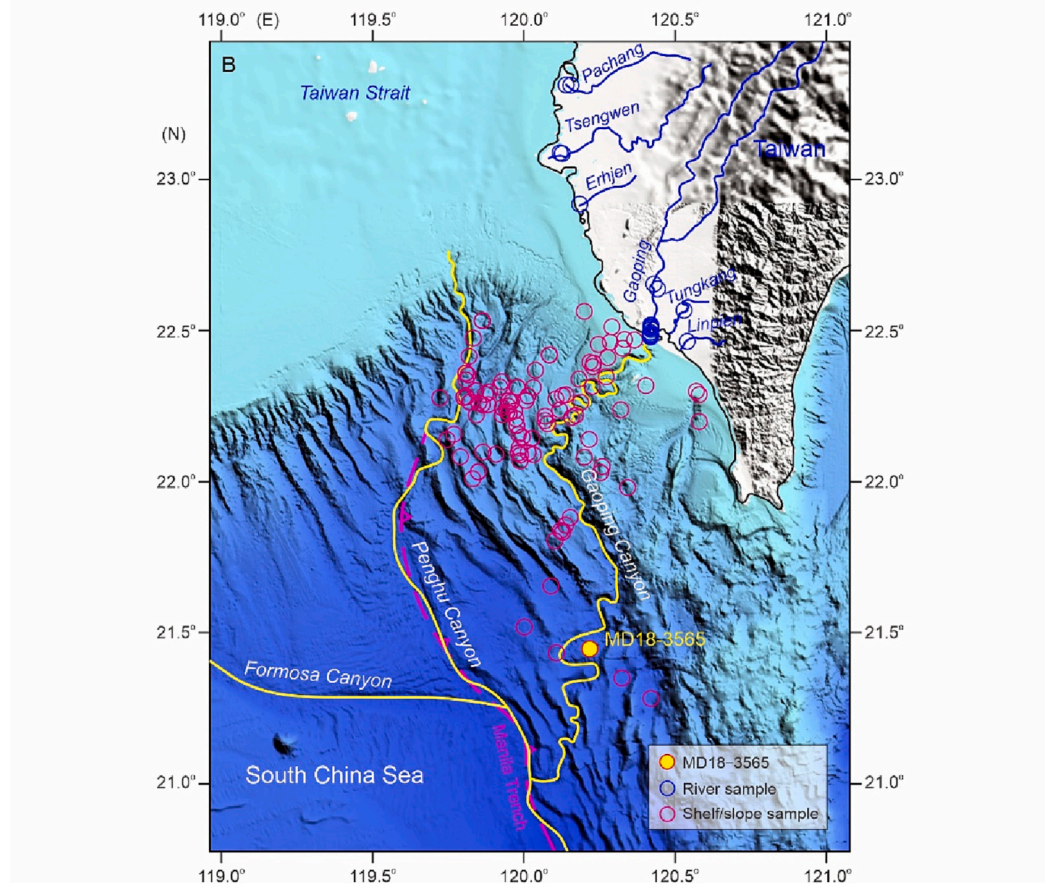 119.0° (E) 119.5° 120.0° 120.5° 121.0°
B
Taiwan Strait
Pachang
Tsengwen
(N)
Taiwan
23.0° 23.0°
Erhjen
Gaoping
Tungkang
Linpien
22.5° 22.5°
22.0° 22.0°
Gaoping Canyon
Penghu Canyon
21.5° 21.5°
MD18-3565
Formosa Canyon
Manila Trench
South China Sea
MD18-3565
River sample
Shelf/slope sample
21.0° 21.0°
119.0° 119.5° 120.0° 120.5° 121.0°